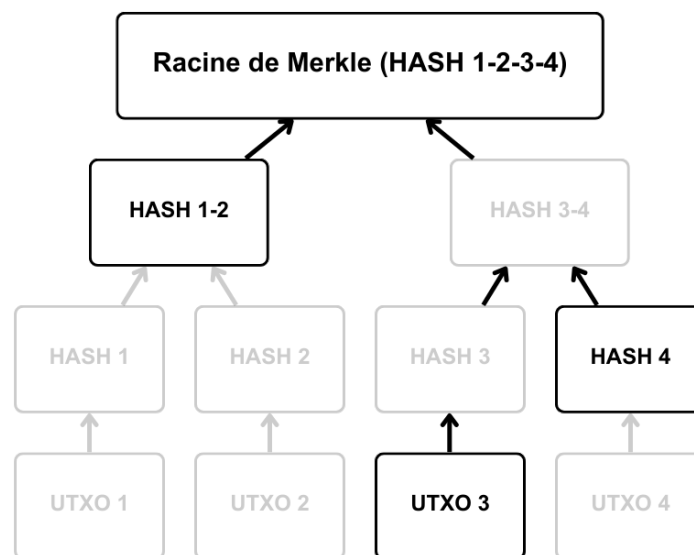 Racine de Merkle (HASH 1-2-3-4)
HASH 1-2
HASH 3-4
HASH 1
HASH 2
HASH 3
HASH 4
UTXO 1
UTXO 2
UTXO 3
UTXO 4